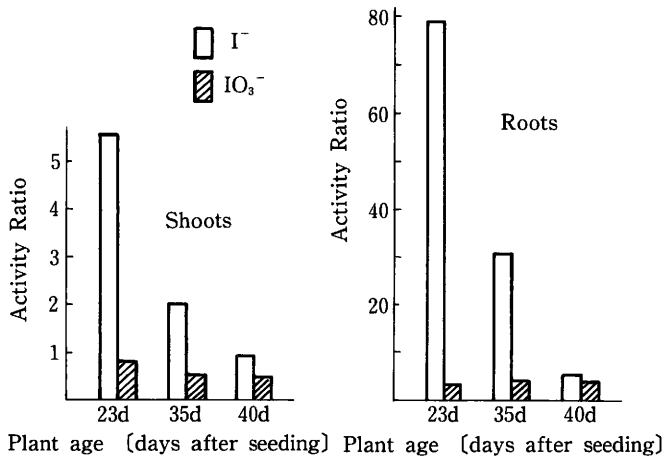 I⁻
IO₃⁻
Activity Ratio
5
4
3
2
1
Shoots
23d 35d 40d
Plant age 〔days after seeding〕
Activity Ratio
80
60
40
20
Roots
23d 35d 40d
Plant age 〔days after seeding〕